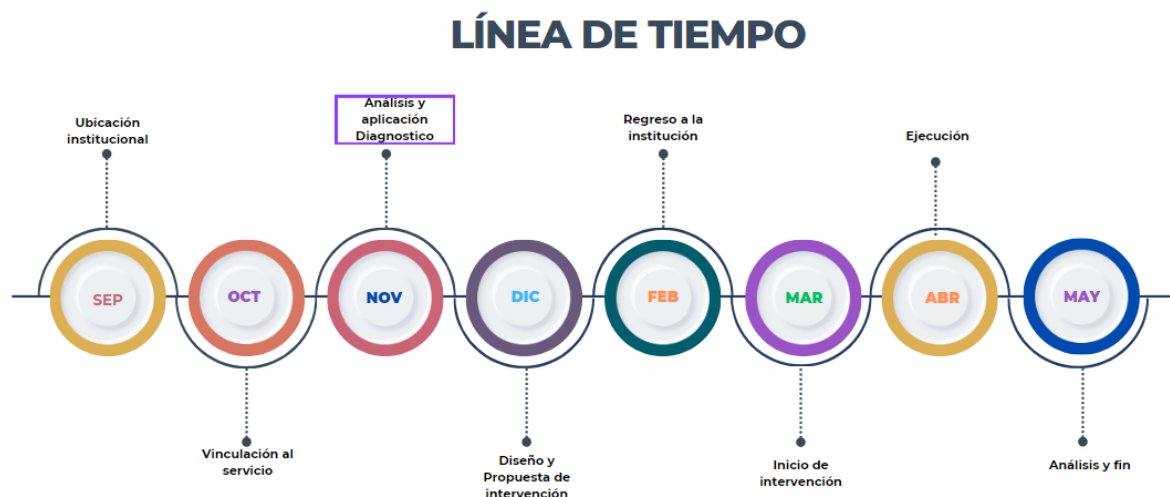 LÍNEA DE TIEMPO
Ubicación
institucional
Análisis y
aplicación
Diagnostico
Regreso a la
institución
Ejecución
SEP
OCT
NOV
DIC
FEB
MAR
ABR
MAY
Vinculación al
servicio
Diseño y
Propuesta de
intervención
Inicio de
intervención
Análisis y fin